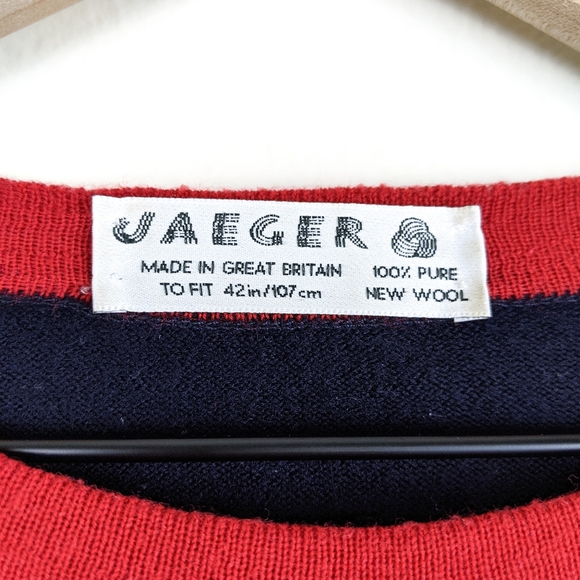 JAEGER
MADE IN GREAT BRITAIN
TO FIT 42in/107cm
100% PURE
NEW WOOL